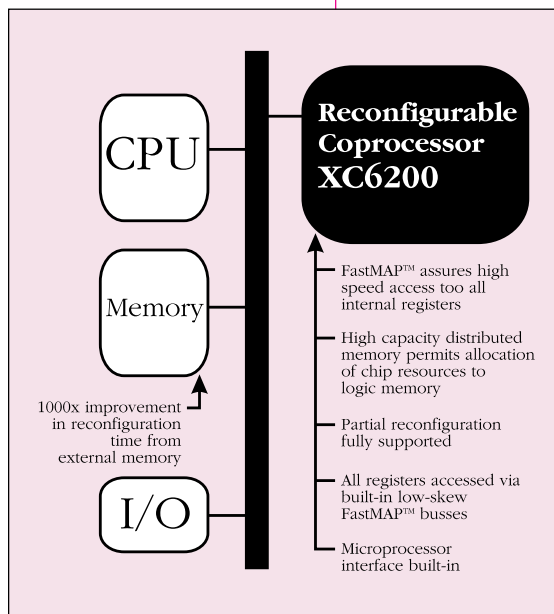 CPU
Reconfigurable
Coprocessor
XC6200
Memory
1000x improvement
in reconfiguration
time from
external memory
I/O
FastMAP™ assures high
speed access too all
internal registers
High capacity distributed
memory permits allocation
of chip resources to
logic memory
Partial reconfiguration
fully supported
All registers accessed via
built-in low-skew
FastMAP™ busses
Microprocessor
interface built-in